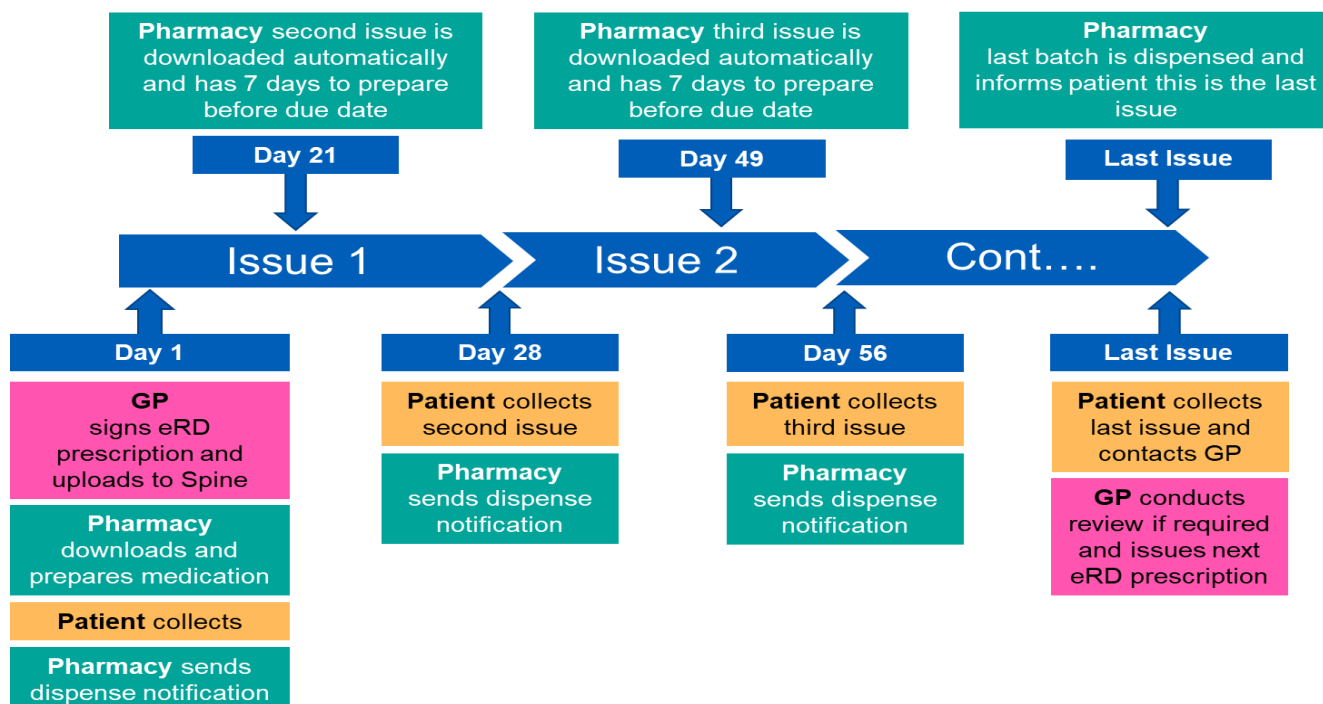 Pharmacy second issue is
downloaded automatically
and has 7 days to prepare
before due date
Pharmacy third issue is
downloaded automatically
and has 7 days to prepare
before due date
Pharmacy
last batch is dispensed and
informs patient this is the last
issue
Day 21
Day 49
Last Issue
Issue 1
Issue 2
Cont....
Day 1
GP
signs eRD
prescription and
uploads to Spine
Pharmacy
downloads and
prepares medication
Patient collects
Pharmacy sends
dispense notification
Day 28
Patient collects
second issue
Pharmacy
sends dispense
notification
Day 56
Patient collects
third issue
Pharmacy
sends dispense
notification
Last Issue
Patient collects
last issue and
contacts GP
GP conducts
review if required
and issues next
eRD prescription